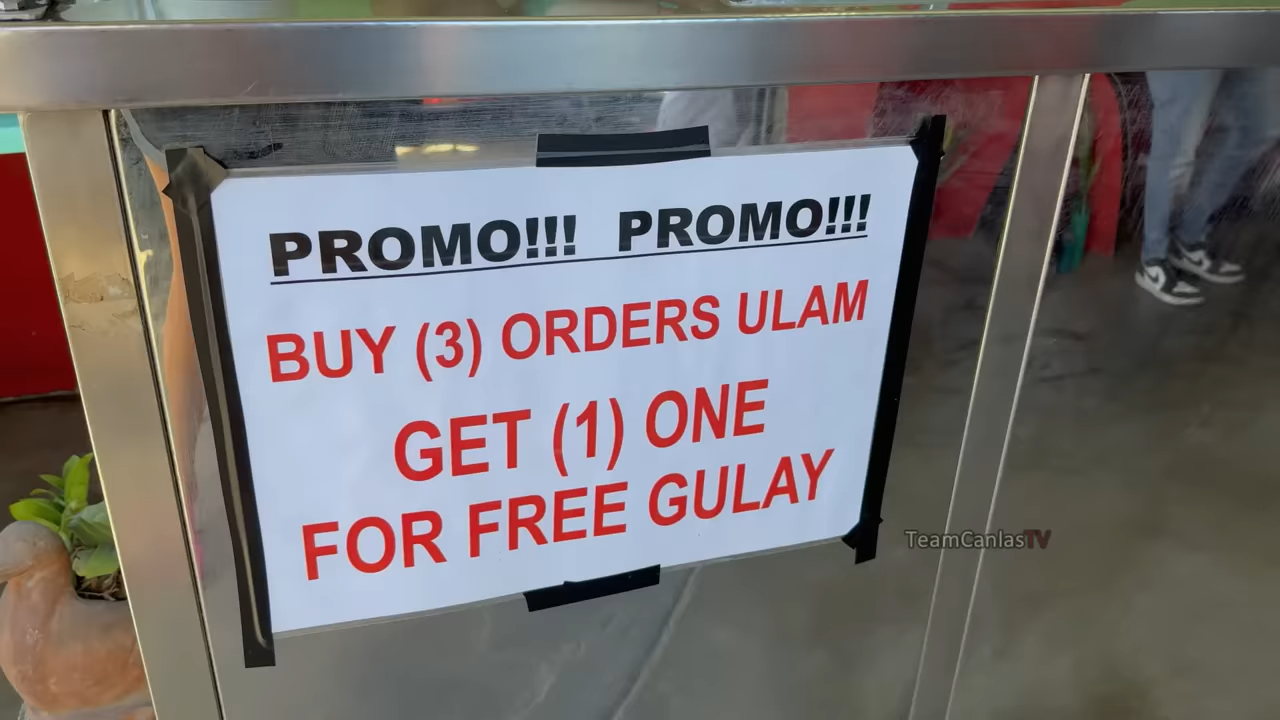 PROMO!!! PROMO!!!
BUY (3) ORDERS ULAM
GET (1) ONE
FOR FREE GULAY
TeamCanlasTV